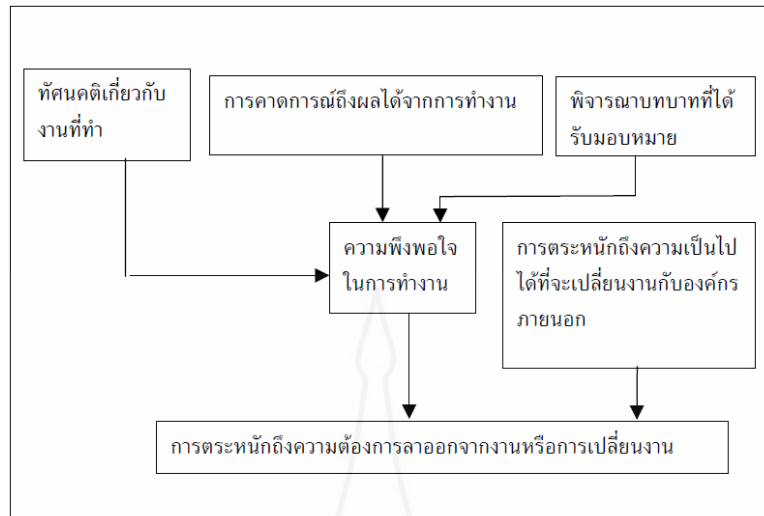 ทัศนคติเกี่ยวกับ
งานที่ทำ
การคาดการณ์ถึงผลได้จากการทำงาน
พิจารณาบทบาทที่ได้
รับมอบหมาย
ความพึงพอใจ
ในการทำงาน
การตระหนักถึงความเป็นไป
ได้ที่จะเปลี่ยนงานกับองค์กร
ภายนอก
การตระหนักถึงความต้องการลาออกจากงานหรือการเปลี่ยนงาน